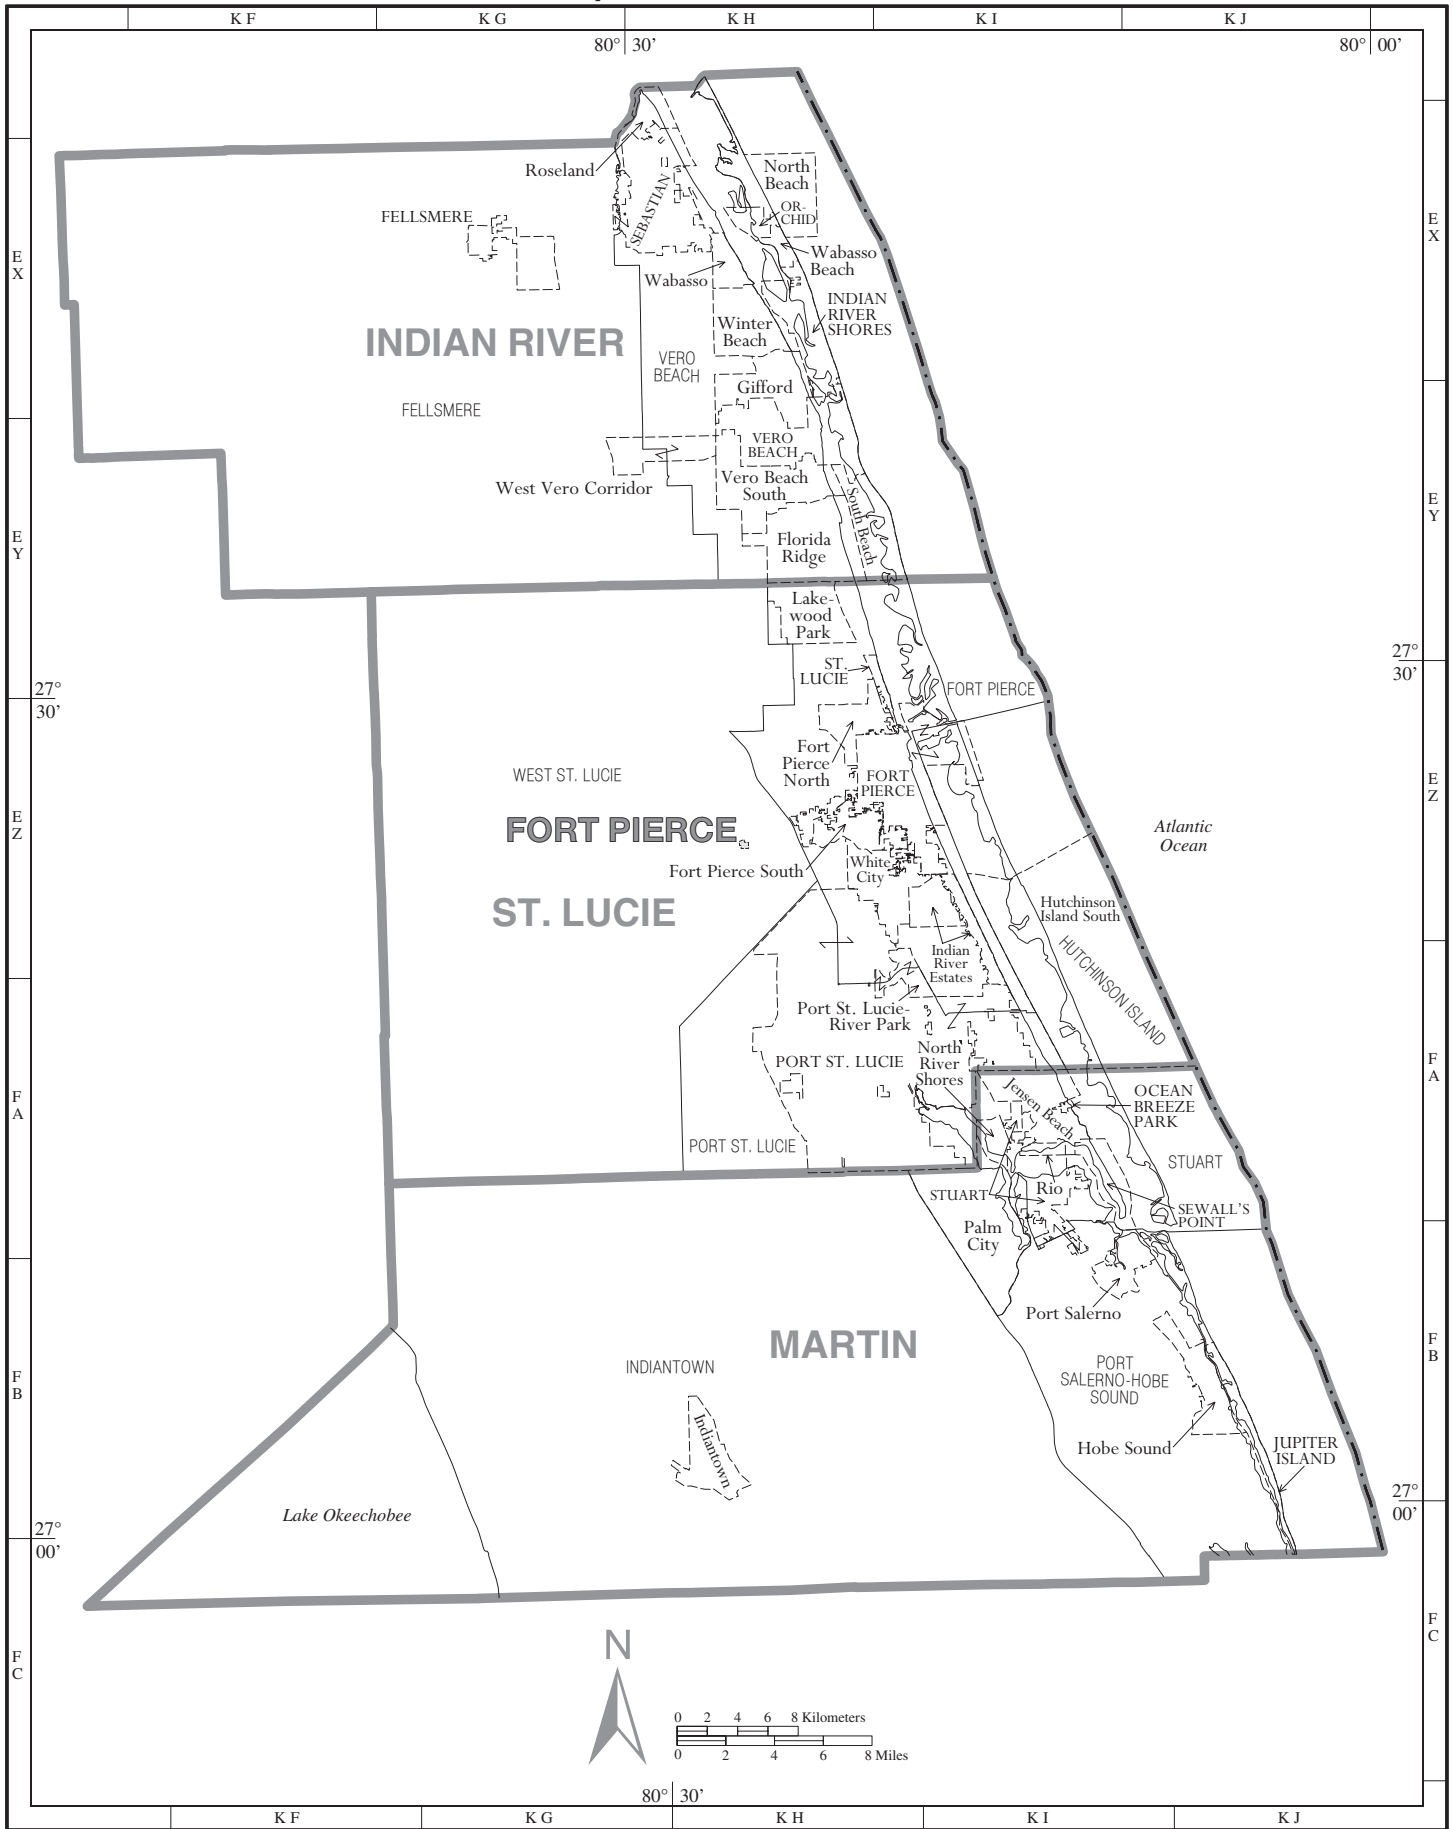 K F
K G
K H
K I
K J
80° 30'
80° 00'
E
X
E
X
Roseland
North
Beach
SEBASTIAN
FELLSMERE
OR-
CHID
Wabasso
Beach
Wabasso
INDIAN
RIVER
SHORES
INDIAN RIVER
Winter
Beach
VERO
BEACH
Gifford
FELLSMERE
VERO
BEACH
West Vero Corridor
Vero Beach
South
South Beach
E
Y
E
Y
Florida
Ridge
Lake-
wood
Park
ST.
LUCIE
27°
30'
27°
30'
FORT PIERCE
Fort
Pierce
North
WEST ST. LUCIE
FORT
PIERCE
E
Z
E
Z
FORT PIERCE
Atlantic
Ocean
Fort Pierce South
White
City
ST. LUCIE
Hutchinson
Island South
HUTCHINSON ISLAND
Indian
River
Estates
Port St. Lucie-
River Park
North
River
Shores
PORT ST. LUCIE
F
A
F
A
Jensen Beach
OCEAN
BREEZE
PARK
PORT ST. LUCIE
STUART
STUART
Rio
SEWALL'S
POINT
Palm
City
Port Salerno
MARTIN
F
B
F
B
INDIANTOWN
PORT
SALERNO-HOBE
SOUND
Indiantown
Hobe Sound
JUPITER
ISLAND
Lake Okeechobee
27°
00'
27°
00'
F
C
F
C
N
0 2 4 6 8 Kilometers
0 2 4 6 8 Miles
80° 30'
K F
K G
K H
K I
K J